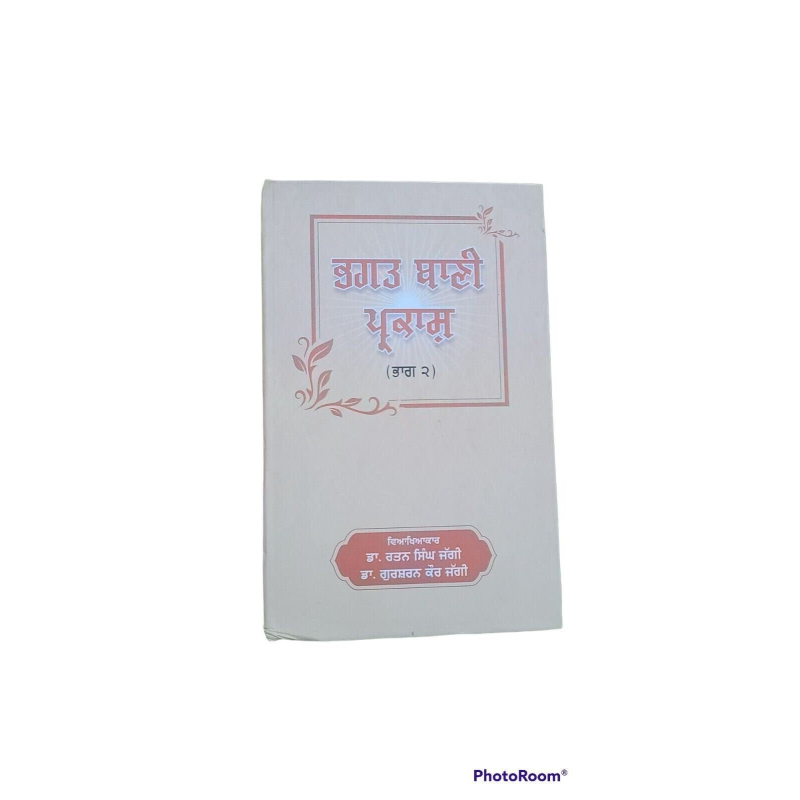 ਭਗਤ ਬਾਣੀ
ਪ੍ਰਕਾਸ਼
(ਭਾਗ ੨)
ਵਿਆਖਿਆਕਾਰ
ਡਾ. ਰਤਨ ਸਿੰਘ ਜੱਗੀ
ਡਾ. ਗੁਰਸ਼ਰਨ ਕੌਰ ਜੱਗੀ
PhotoRoom®